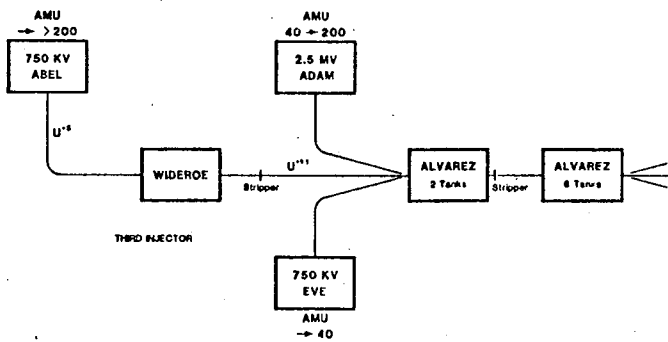 AMU
→ >200
750 KV
ABEL
AMU
40 → 200
2.5 MV
ADAM
U+5
WIDEROE
Stripper
U+11
ALVAREZ
2 Tanks
Stripper
ALVAREZ
6 Tanks
THIRD INJECTOR
750 KV
EVE
AMU
→ 40